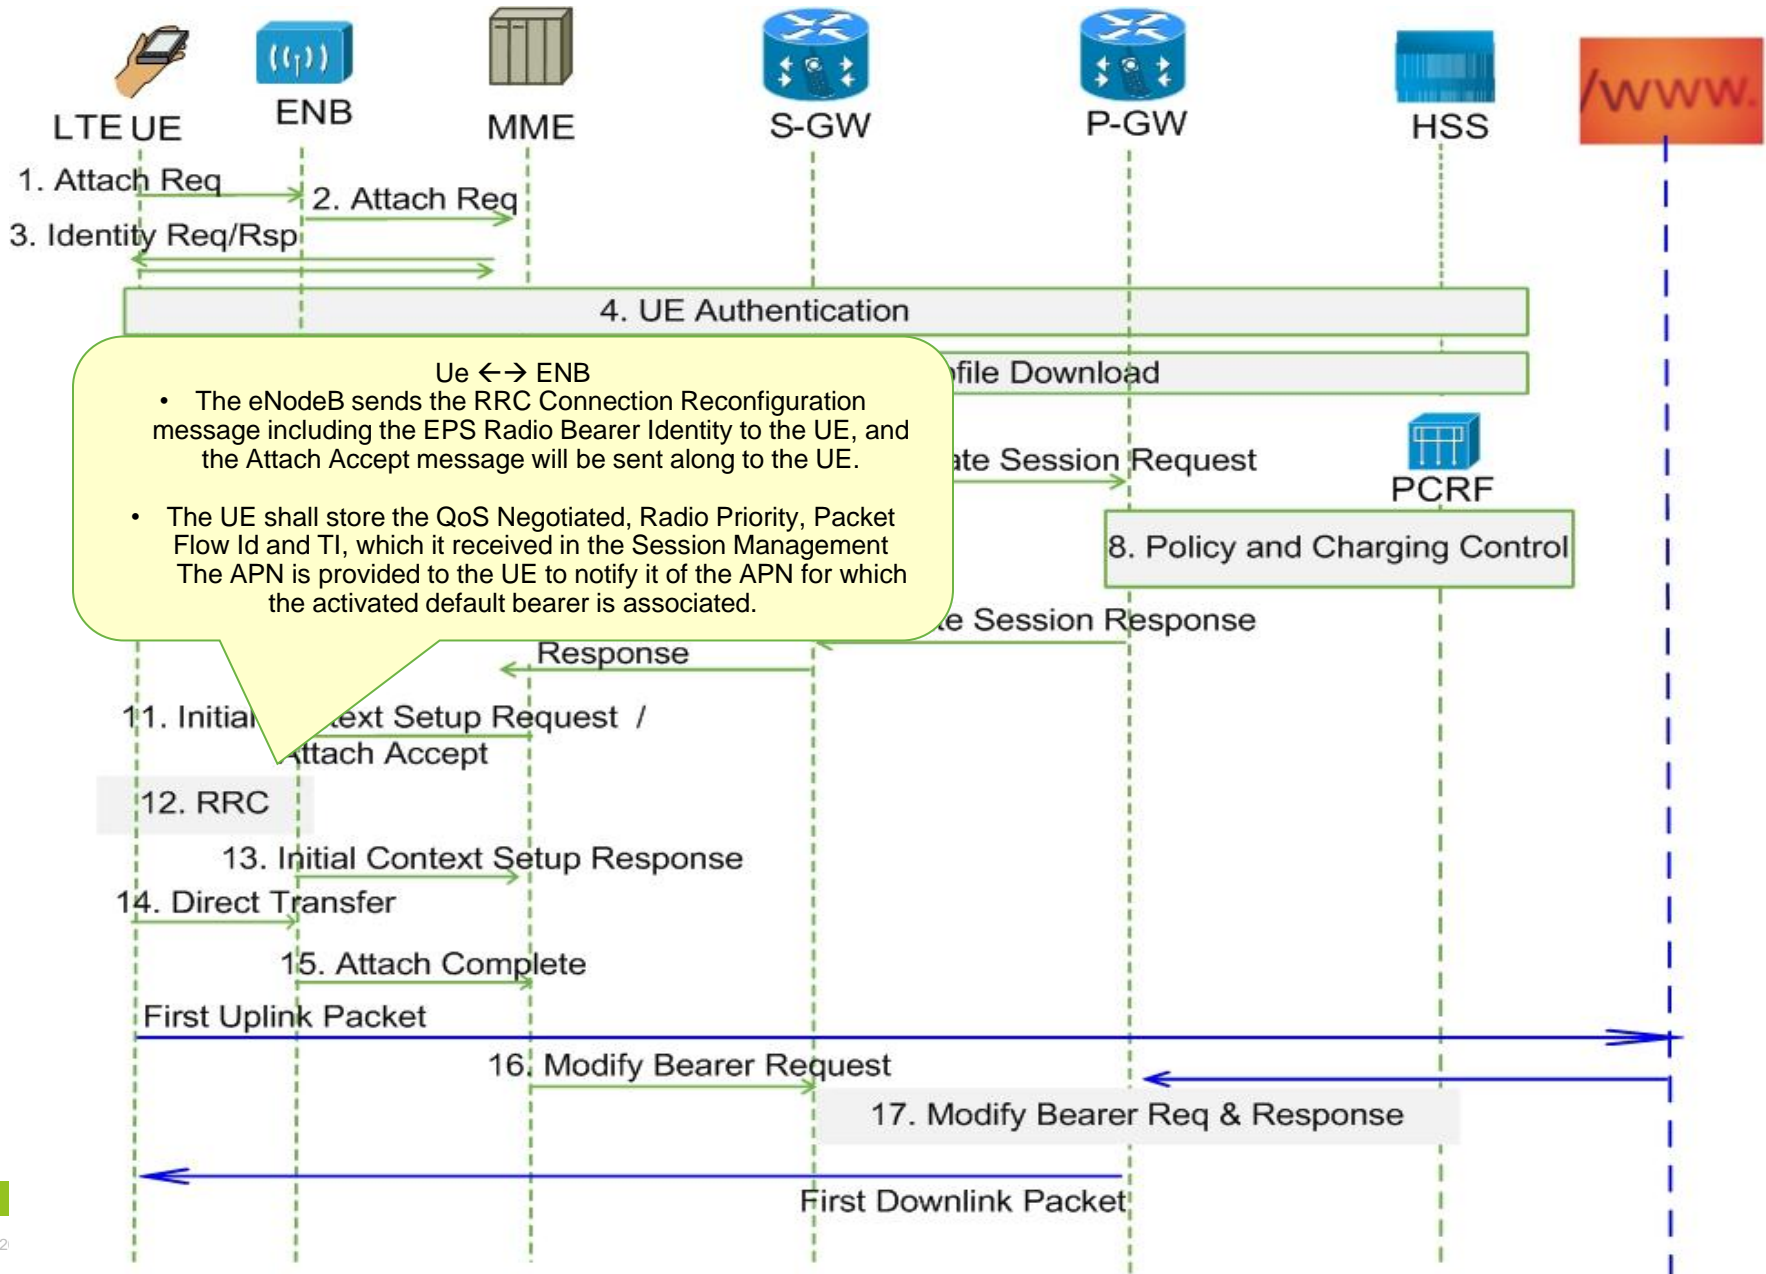 /www.
LTE UE
ENB
MME
S-GW
P-GW
HSS
1. Attach Req
2. Attach Req
3. Identity Req/Rsp
4. UE Authentication
Download
Ue ←→ ENB
• The eNodeB sends the RRC Connection Reconfiguration
message including the EPS Radio Bearer Identity to the UE, and
the Attach Accept message will be sent along to the UE.
• The UE shall store the QoS Negotiated, Radio Priority, Packet
Flow Id and TI, which it received in the Session Management
The APN is provided to the UE to notify it of the APN for which
the activated default bearer is associated.
Session Request
PCRF
8. Policy and Charging Control
Session Response
Response
11. Initial Setup Request /
Attach Accept
12. RRC
13. Initial Context Setup Response
14. Direct Transfer
15. Attach Complete
First Uplink Packet
16. Modify Bearer Request
17. Modify Bearer Req & Response
First Downlink Packet